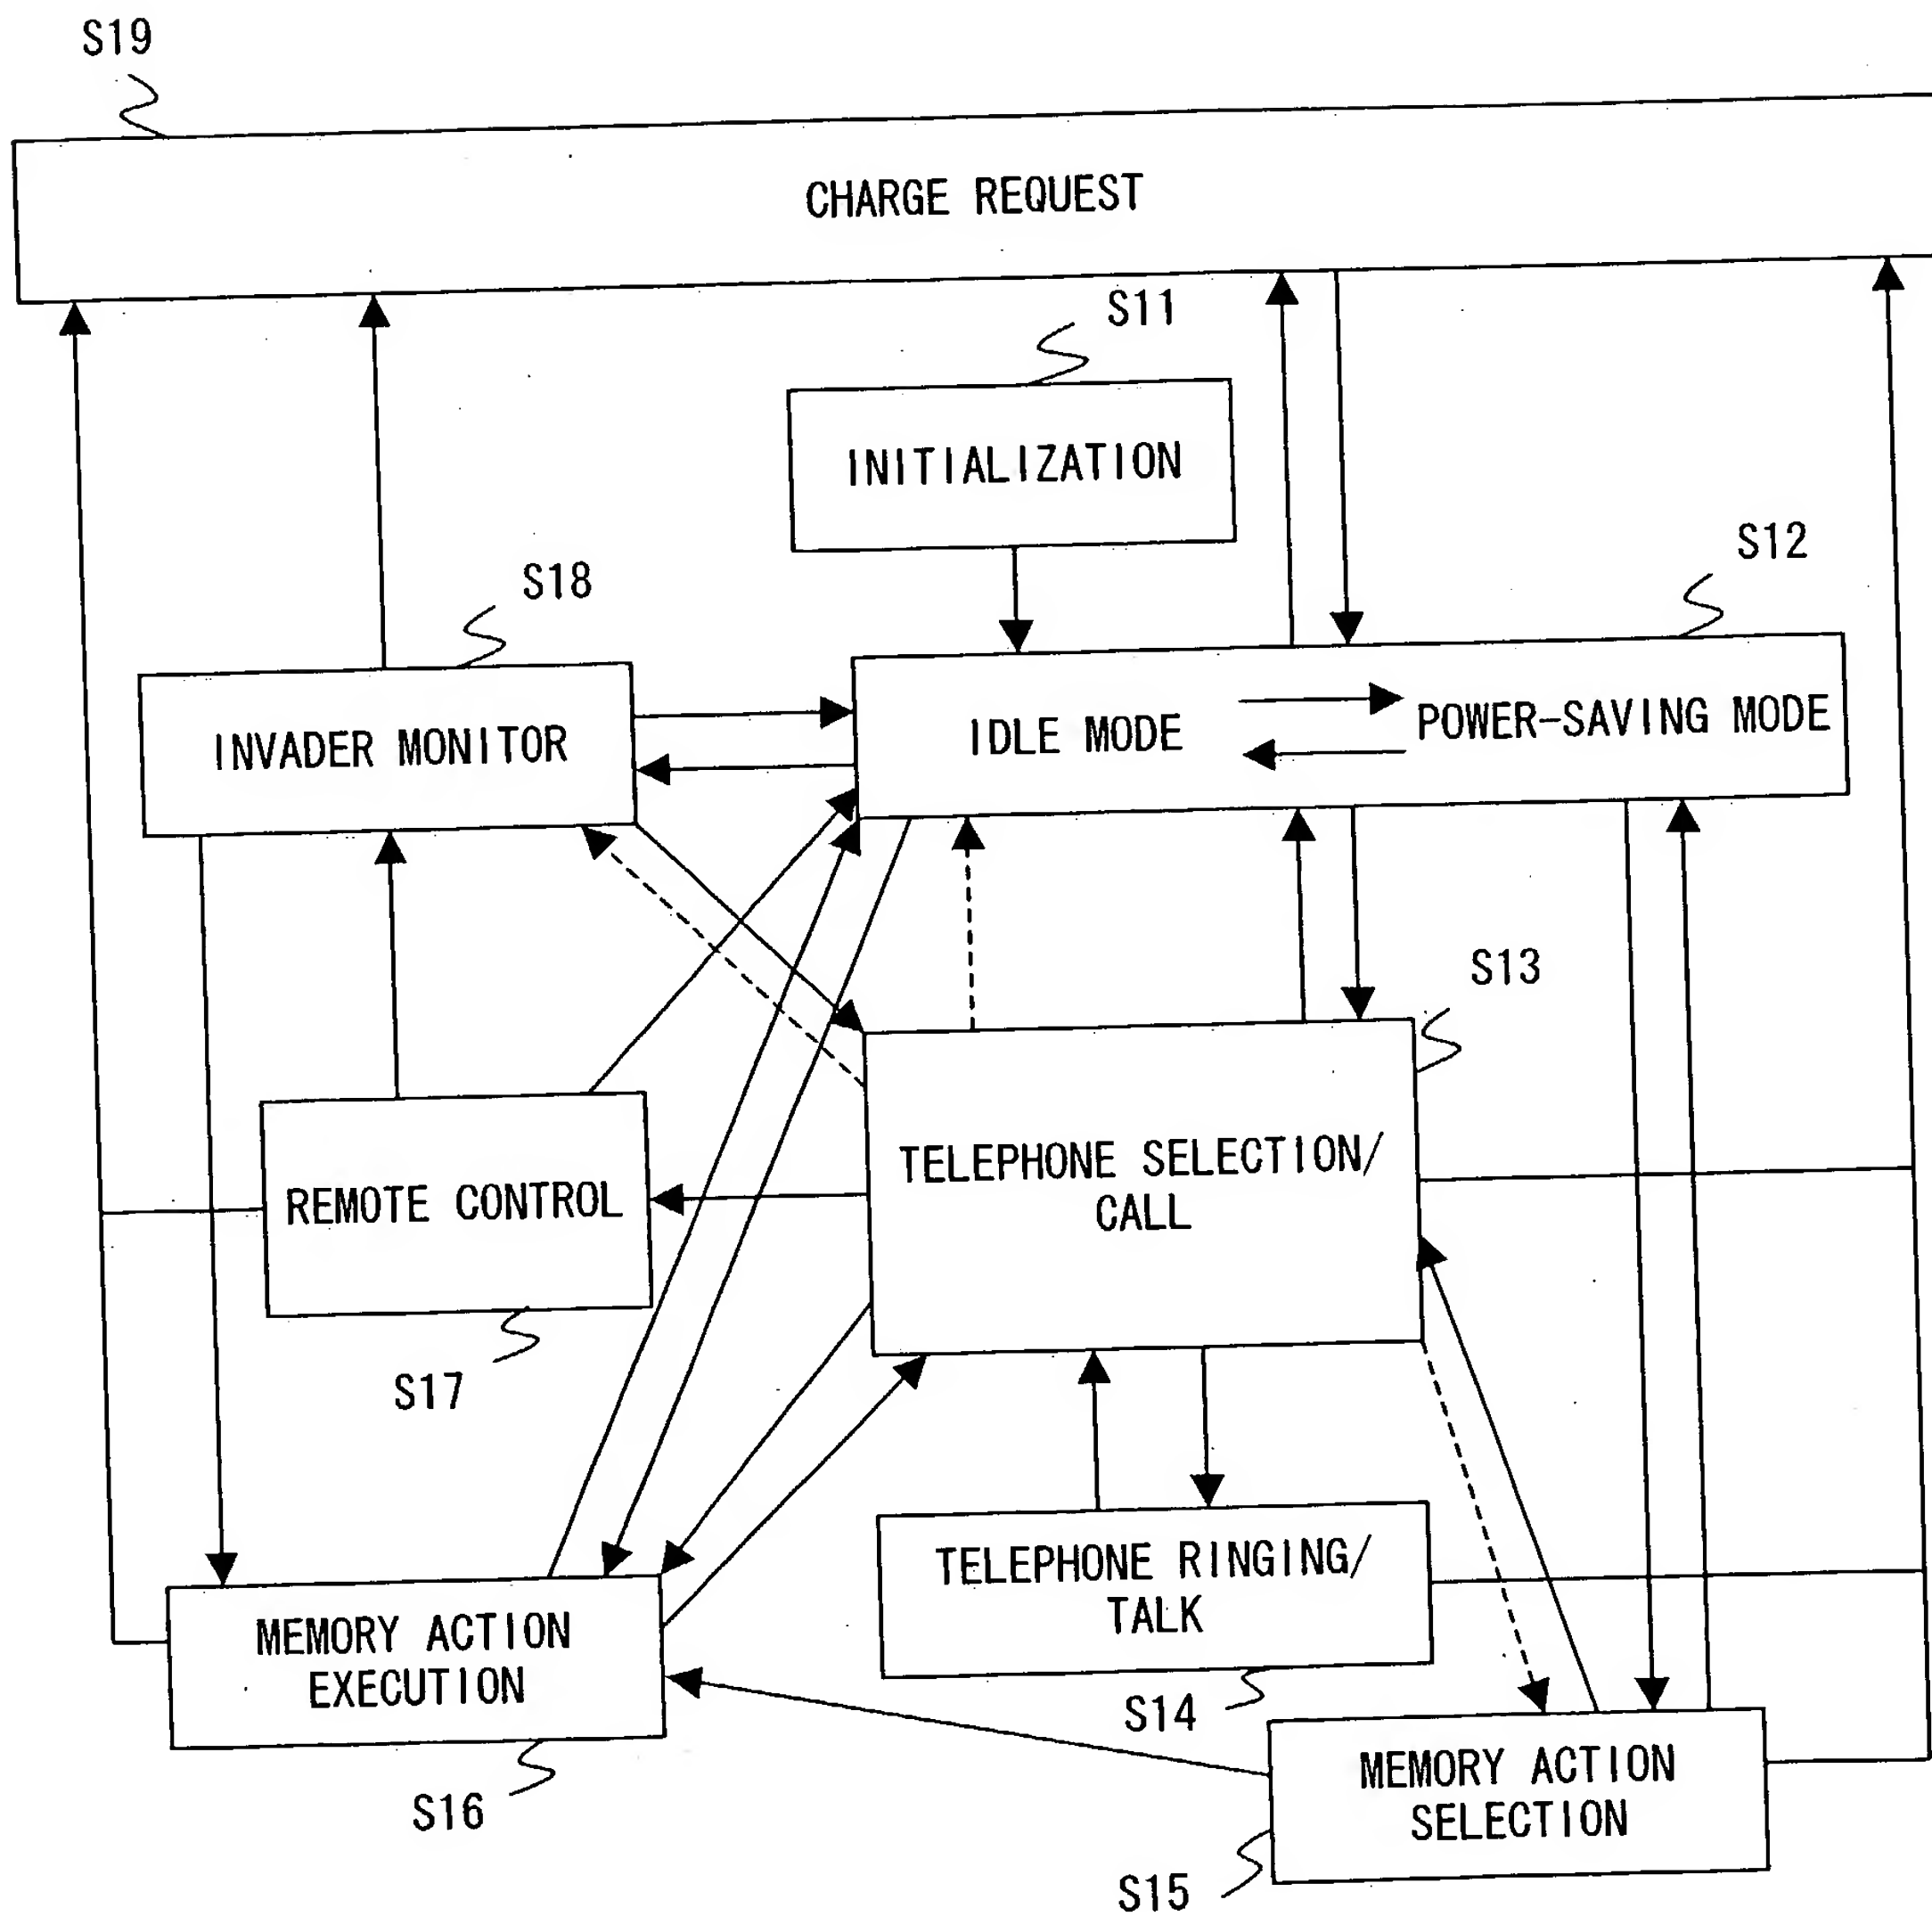 S19
CHARGE REQUEST
S11
INITIALIZATION
S12
S18
INVADER MONITOR
IDLE MODE
POWER-SAVING MODE
S13
TELEPHONE SELECTION/
CALL
REMOTE CONTROL
S17
TELEPHONE RINGING/
TALK
MEMORY ACTION
EXECUTION
S14
S16
MEMORY ACTION
SELECTION
S15